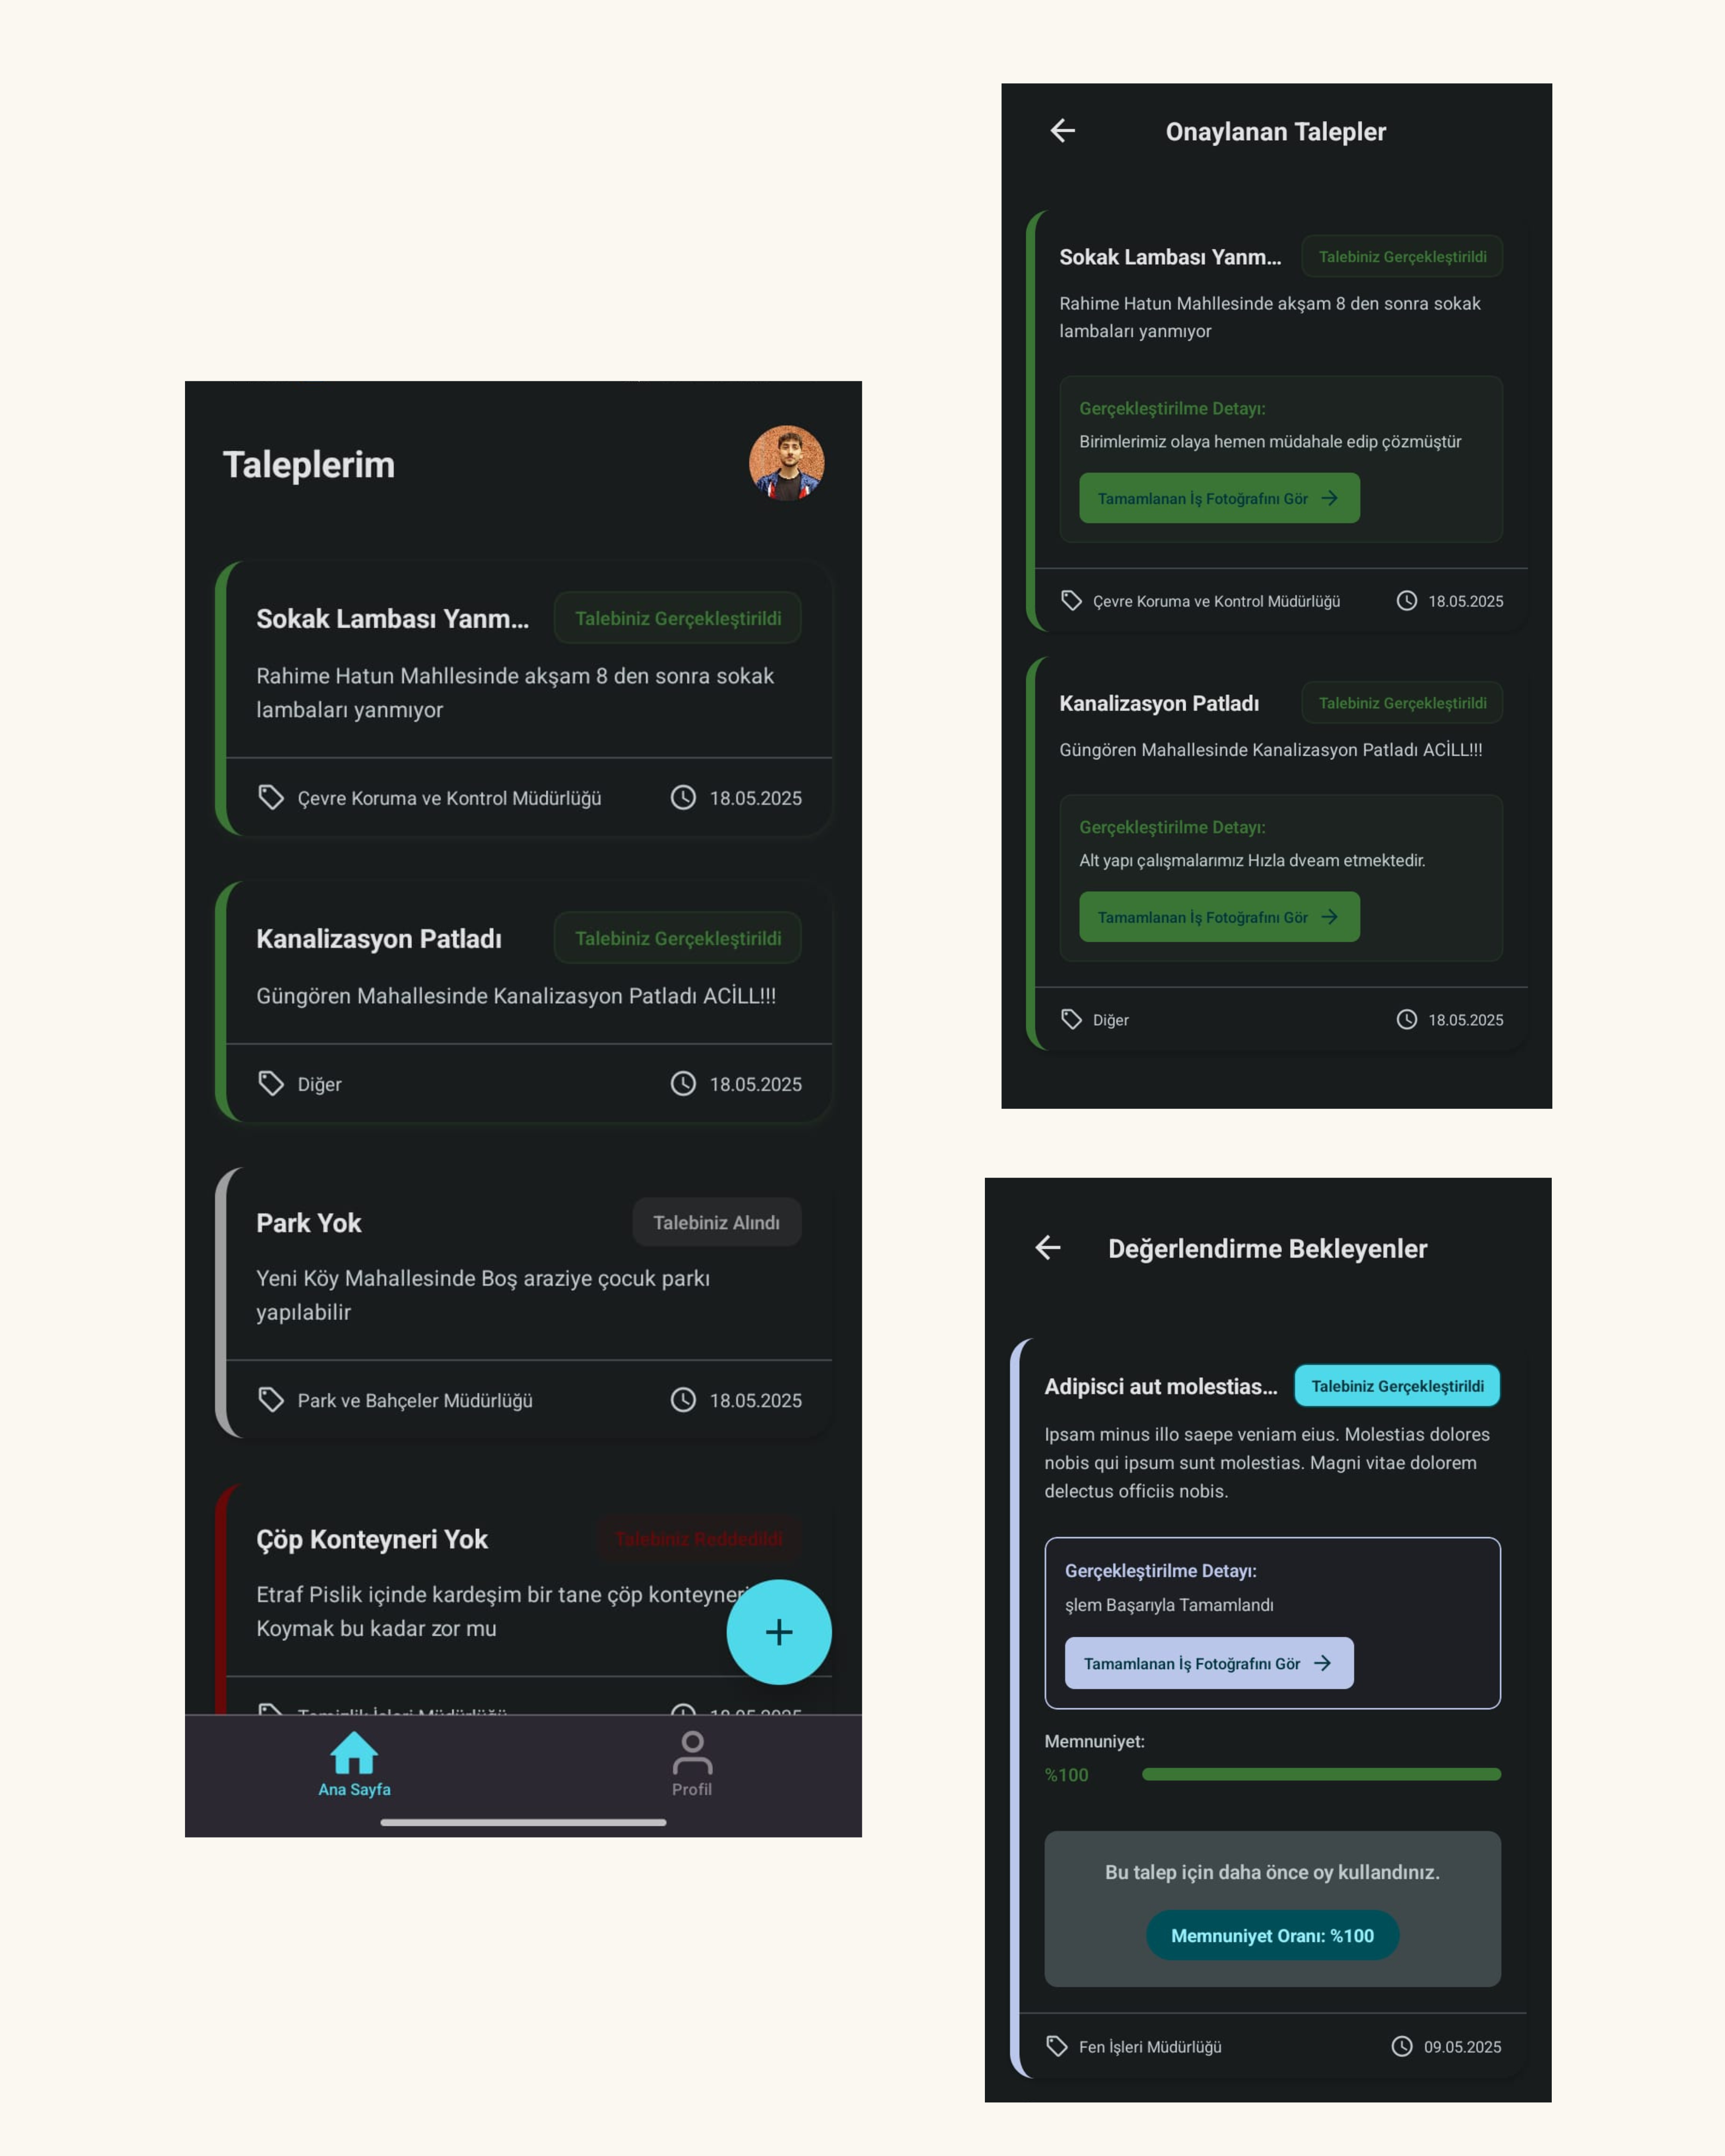 Taleplerim
Sokak Lambası Yanm...
Talebiniz Gerçekleştirildi
Rahime Hatun Mahllesinde akşam 8 den sonra sokak
lambaları yanmıyor
Çevre Koruma ve Kontrol Müdürlüğü
18.05.2025
Kanalizasyon Patladı
Talebiniz Gerçekleştirildi
Güngören Mahallesinde Kanalizasyon Patladı ACİLL!!!
Diğer
18.05.2025
Park Yok
Talebiniz Alındı
Yeni Köy Mahallesinde Boş araziye çocuk parkı
yapılabilir
Park ve Bahçeler Müdürlüğü
18.05.2025
Çöp Konteyneri Yok
Talebiniz Reddedildi
Etraf Pislik içinde kardeşim bir tane çöp konteyneri
Koymak bu kadar zor mu
Temizlik İşleri Müdürlüğü
18.05.2025
Ana Sayfa
Profil
Onaylanan Talepler
Sokak Lambası Yanm...
Talebiniz Gerçekleştirildi
Rahime Hatun Mahllesinde akşam 8 den sonra sokak
lambaları yanmıyor
Gerçekleştirilme Detayı:
Birimlerimiz olaya hemen müdahale edip çözmüştür
Tamamlanan İş Fotoğrafını Gör
Çevre Koruma ve Kontrol Müdürlüğü
18.05.2025
Kanalizasyon Patladı
Talebiniz Gerçekleştirildi
Güngören Mahallesinde Kanalizasyon Patladı ACİLL!!!
Gerçekleştirilme Detayı:
Alt yapı çalışmalarımız Hızla dveam etmektedir.
Tamamlanan İş Fotoğrafını Gör
Diğer
18.05.2025
Değerlendirme Bekleyenler
Adipisci aut molestias...
Talebiniz Gerçekleştirildi
Ipsam minus illo saepe veniam eius. Molestias dolores
nobis qui ipsum sunt molestias. Magni vitae dolorem
delectus officiis nobis.
Gerçekleştirilme Detayı:
şlem Başarıyla Tamamlandı
Tamamlanan İş Fotoğrafını Gör
Memnuniyet:
%100
Bu talep için daha önce oy kullandınız.
Memnuniyet Oranı: %100
Fen İşleri Müdürlüğü
09.05.2025